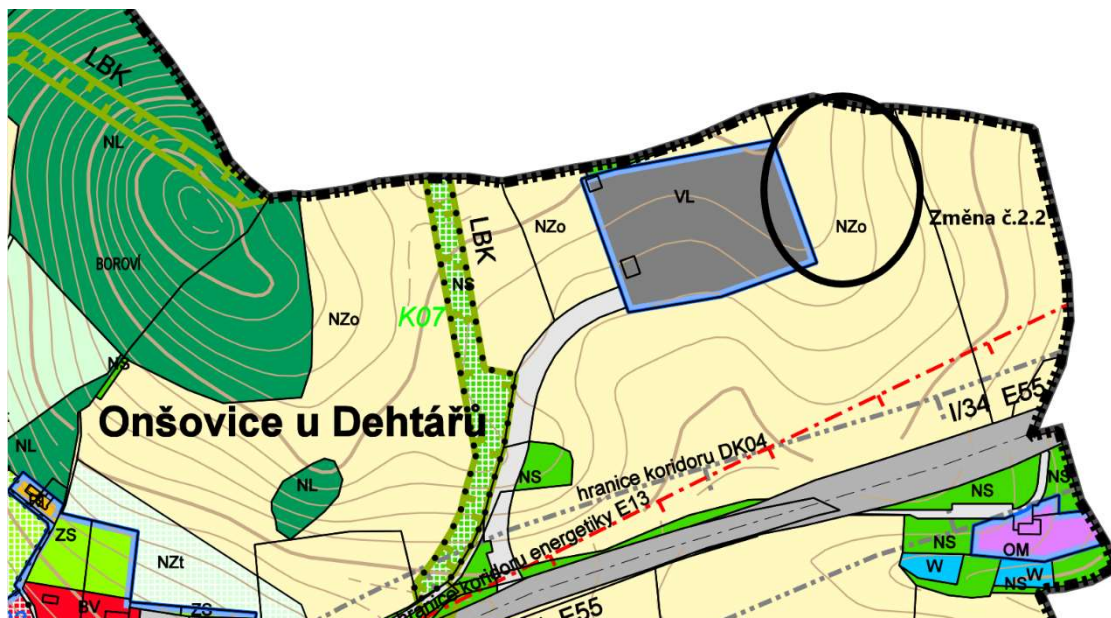 LBK
NL
BOROVÍ
NZo
K07
LBK
NS
NZo
VL
NZo
Změna č.2.2
NS
Onšovice u Dehtářů
NL
NL
NS
hranice koridoru DK04
hranice koridoru energetiky E13
I/34 E55
ZS
NZt
BV
ZS
E55
NS
NS
NS
OM
W
W
NS